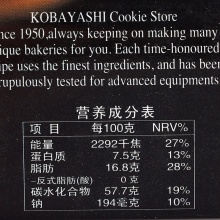 KOBAYASHI Cookie Store
nce 1950,always keeping on making many
ique bakeries for you. Each time-honoured
ipe uses the finest ingredients, and has been
rupulously tested for advanced equipments
营养成分表
项目 每100克 NRV%
能量 2292千焦 27%
蛋白质 7.5克 13%
脂肪 16.8克 28%
-反式脂肪(酸) 0克
碳水化合物 57.7克 19%
钠 194毫克 10%